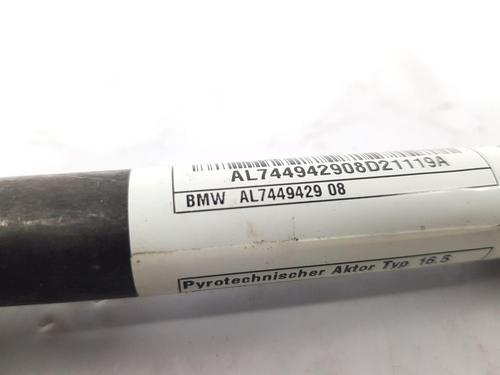 AL744942908D21119A
BMW AL7449429 08
Pyrotechnischer Aktor Typ 16.5